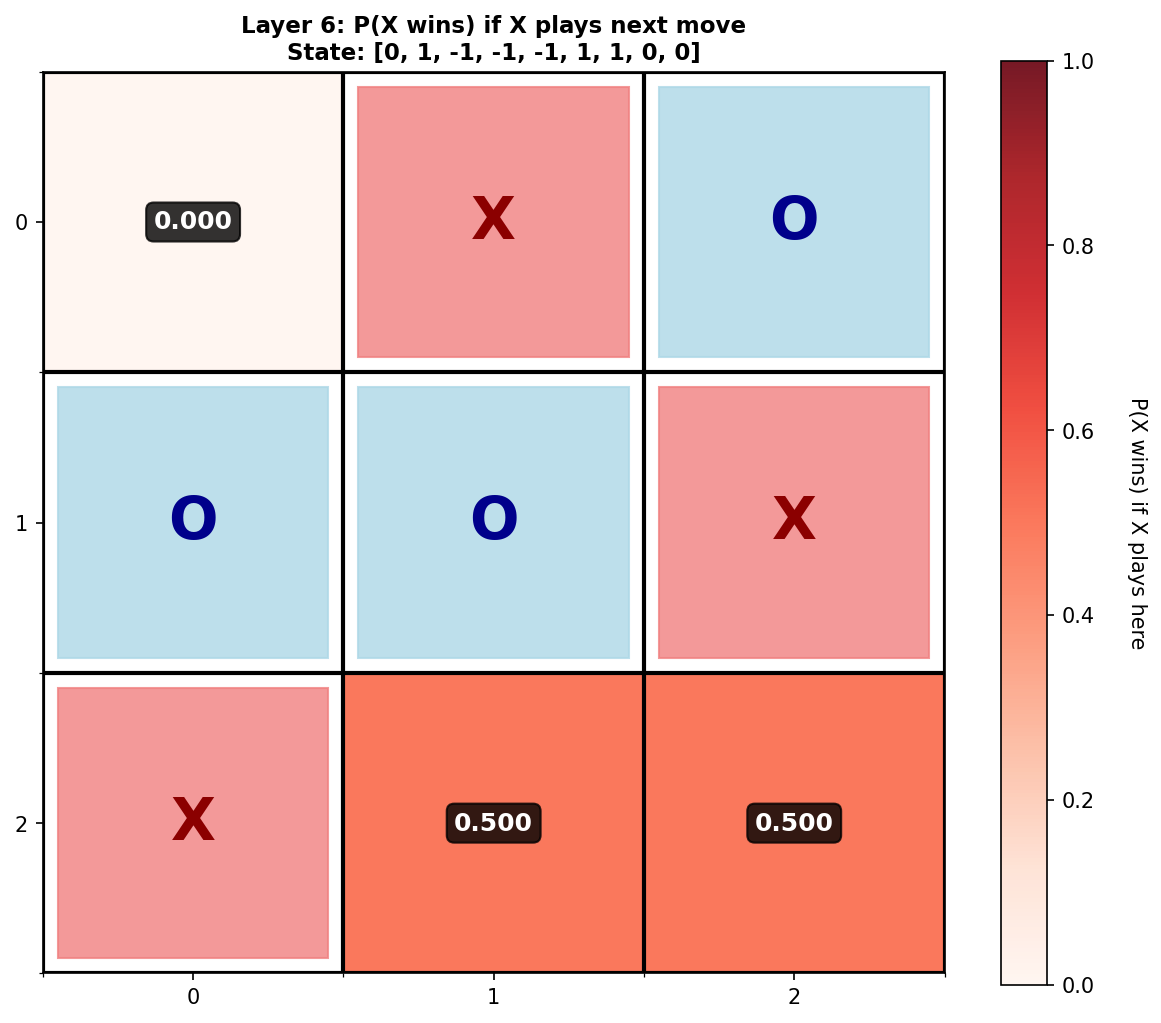 Layer 6: P(X wins) if X plays next move
State: [0, 1, -1, -1, -1, 1, 1, 0, 0]
0.000
X
O
O
O
X
X
0.500
0.500
0
1
2
0
1
2
1.0
0.8
0.6
0.4
0.2
0.0
P(X wins) if X plays here